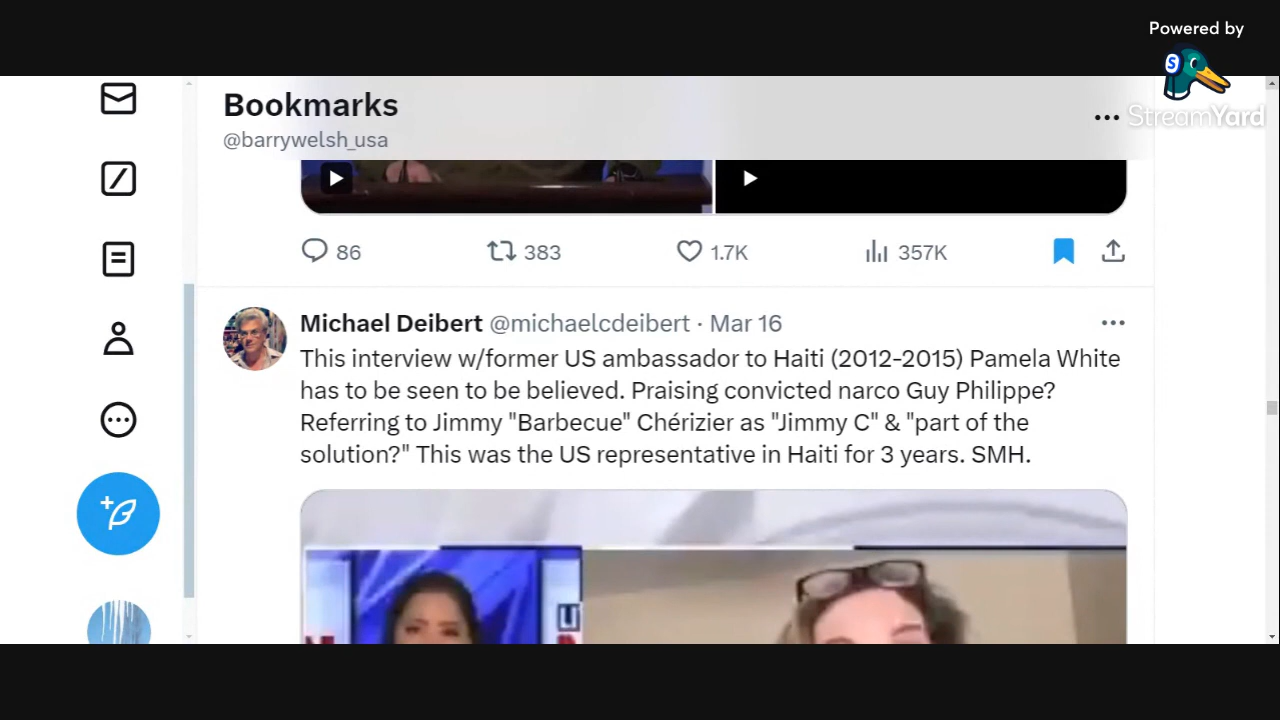 Powered by
S
StreamYard
Bookmarks
@barrywelsh_usa
86
383
1.7K
357K
Michael Deibert @michaelcdeibert · Mar 16
This interview w/former US ambassador to Haiti (2012-2015) Pamela White
has to be seen to be believed. Praising convicted narco Guy Philippe?
Referring to Jimmy "Barbecue" Chérizier as "Jimmy C" & "part of the
solution?" This was the US representative in Haiti for 3 years. SMH.